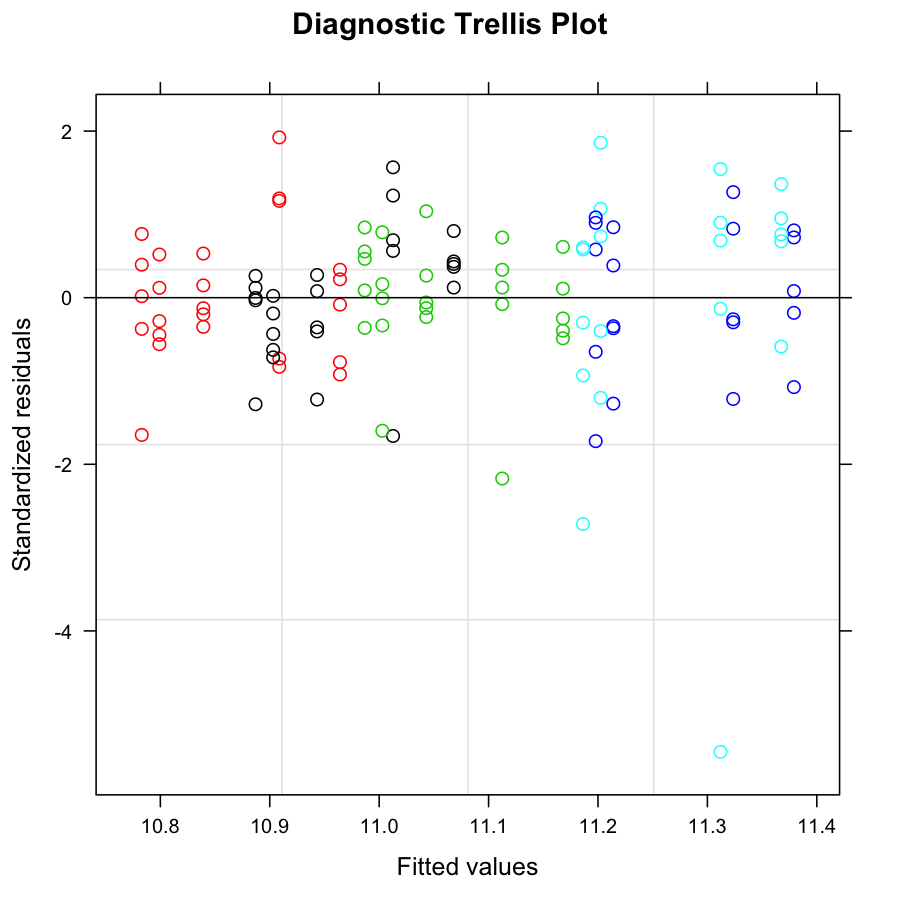 Diagnostic Trellis Plot
Standardized residuals
2
0
-2
-4
10.8 10.9 11.0 11.1 11.2 11.3 11.4
Fitted values